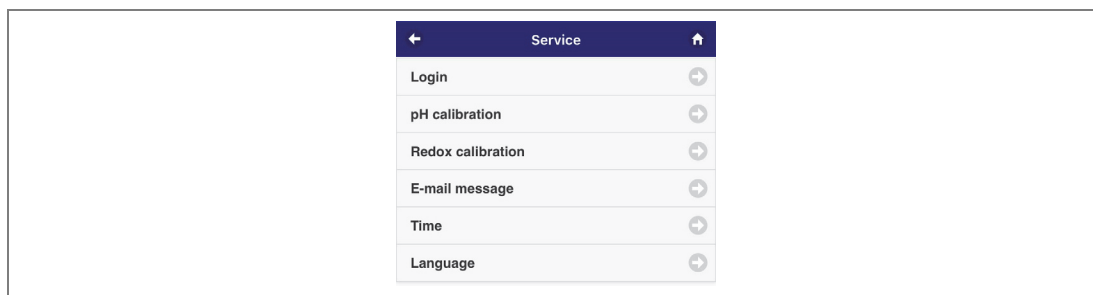 Service
Login
pH calibration
Redox calibration
E-mail message
Time
Language